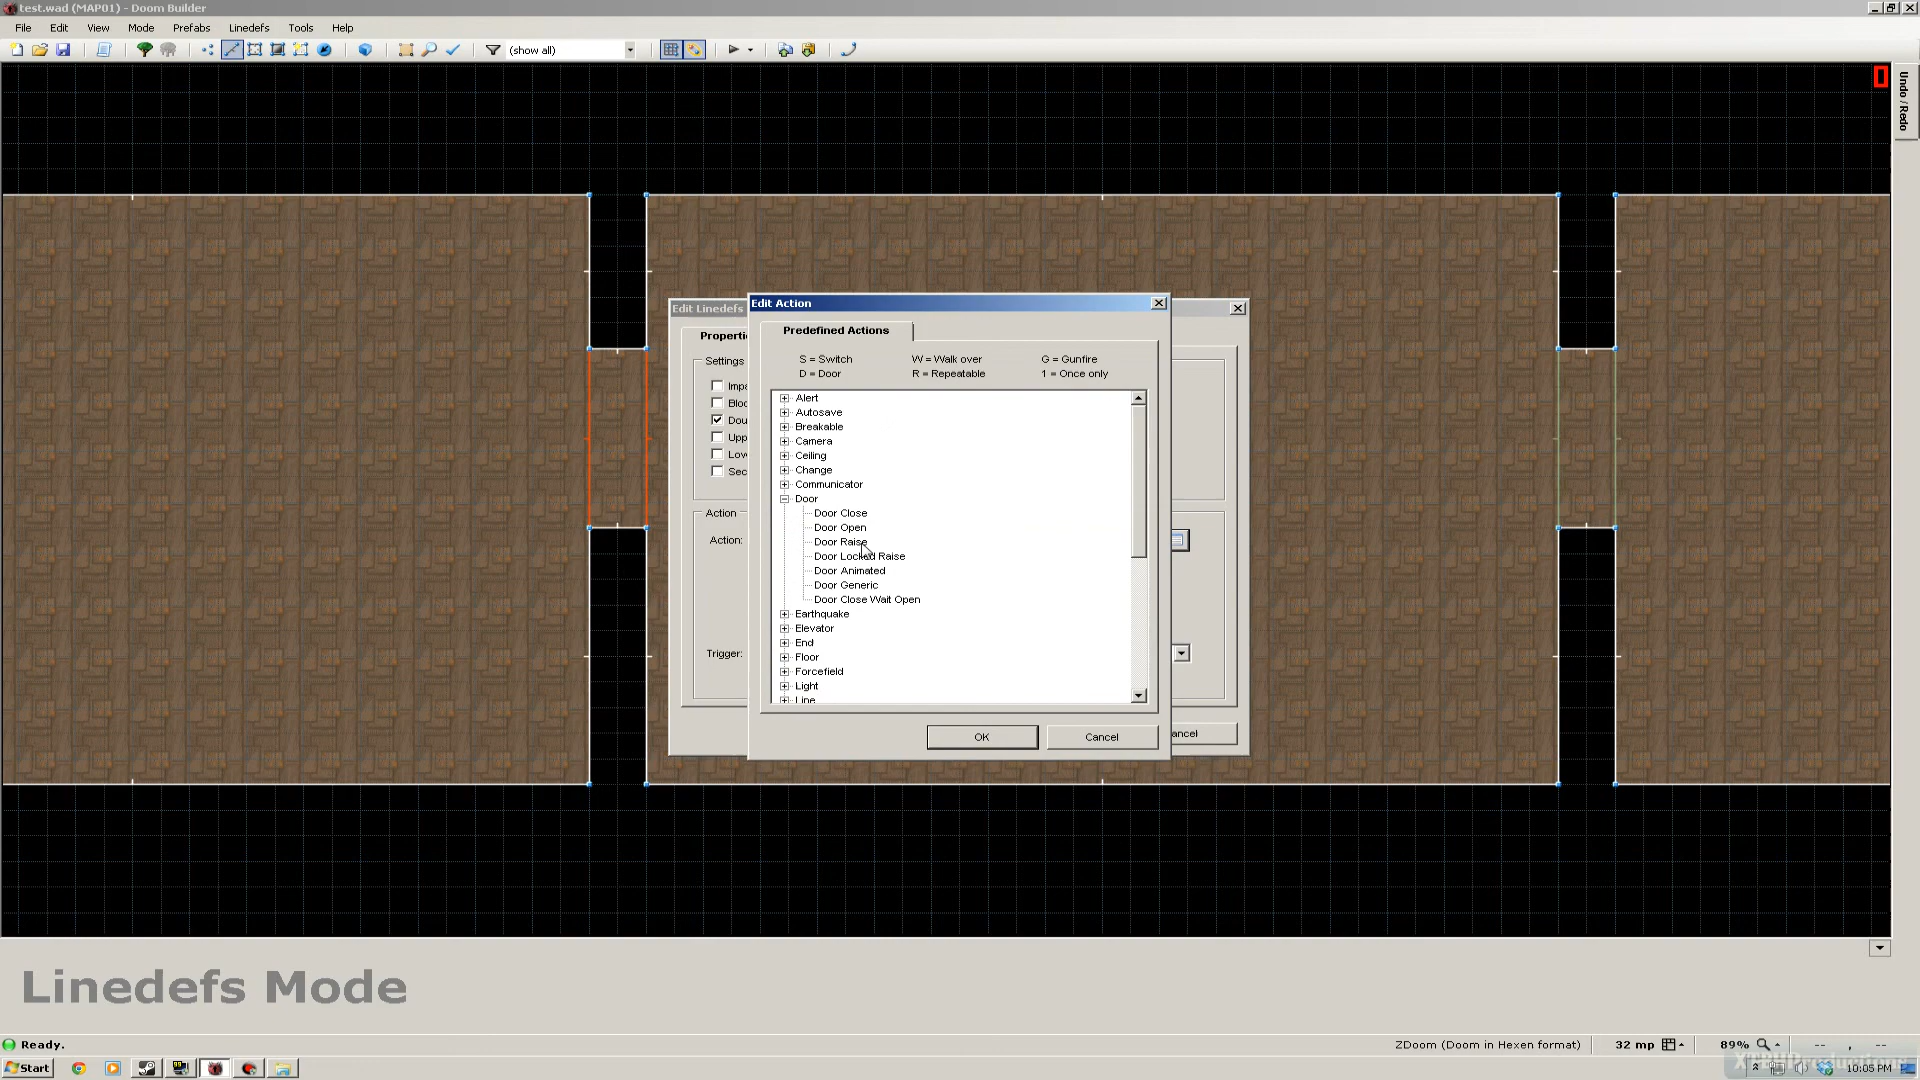 test.wad (MAP01) - Doom Builder
File Edit View Mode Prefabs Linedefs Tools Help
(show all)
Undo / Redo
Edit Linedefs
Edit Action
Predefined Actions
S = Switch W = Walk over G = Gunfire
D = Door R = Repeatable 1 = Once only
Settings
Action
Action:
Trigger:
Alert
Autosave
Breakable
Camera
Ceiling
Change
Communicator
Door
Door Close
Door Open
Door Raise
Door Locked Raise
Door Animated
Door Generic
Door Close Wait Open
Earthquake
Elevator
End
Floor
Forcefield
Light
Line
OK Cancel
Linedefs Mode
Ready.
ZDoom (Doom in Hexen format) 32 mp 89% -- , --
Start
10:05 PM